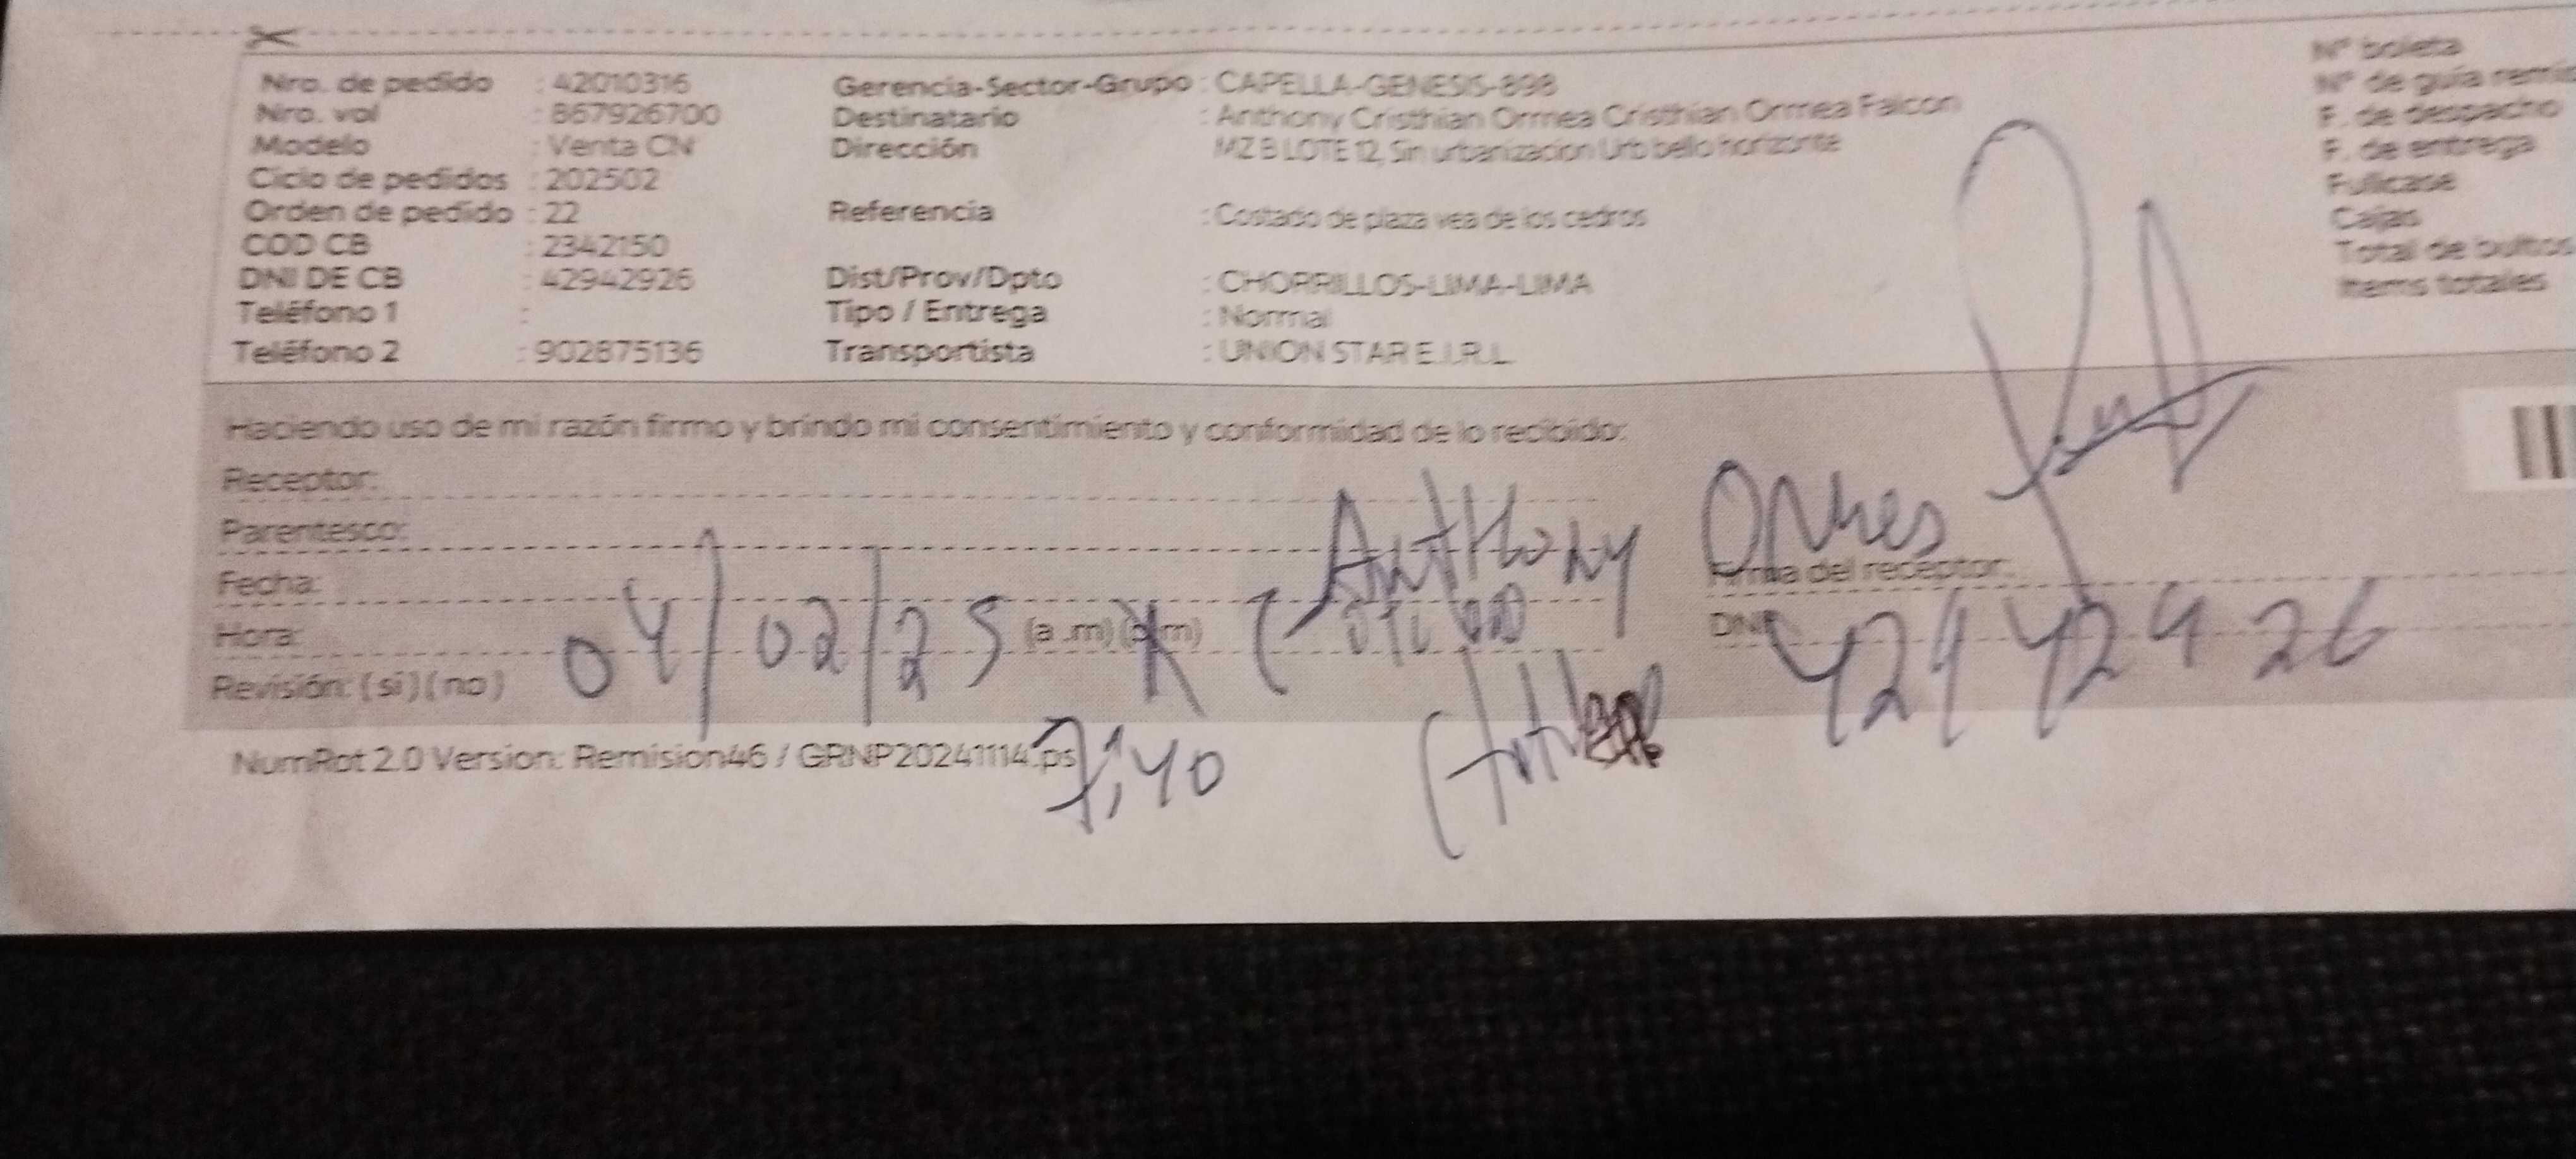 Nro. de pedido : 42010316
Nro. vol : 867926700
Modelo : Venta CN
Ciclo de pedidos : 202502
Orden de pedido : 22
COD CB : 2342150
DNI DE CB : 42942926
Teléfono 1 :
Teléfono 2 : 902875136
Gerencia-Sector-Grupo : CAPELLA-GENESIS-898
Destinatario : Anthony Cristhian Ormea Cristhian Ormea Falcon
Dirección MZ B LOTE 12, Sin urbanizacion Urb bello horizonte
Referencia : Costado de plaza vea de los cedros
Dist/Prov/Dpto : CHORRILLOS-LIMA-LIMA
Tipo / Entrega : Normal
Transportista : UNION STAR E.I.R.L.
N° boleta
N° de guía remis
F. de despacho
F. de entrega
Fullcase
Cajas
Total de bultos
Items totales
Haciendo uso de mi razón firmo y brindo mi consentimiento y conformidad de lo recibido:
Receptor:
Parentesco:
Anthony
Fecha:
Firma del receptor:
Hora: (a .m) (p.m)
DNI 42942926
04/02/25
Revisión: (si) (no)
7:40
NumRot 2.0 Version: Remision46 / GRNP20241114.ps